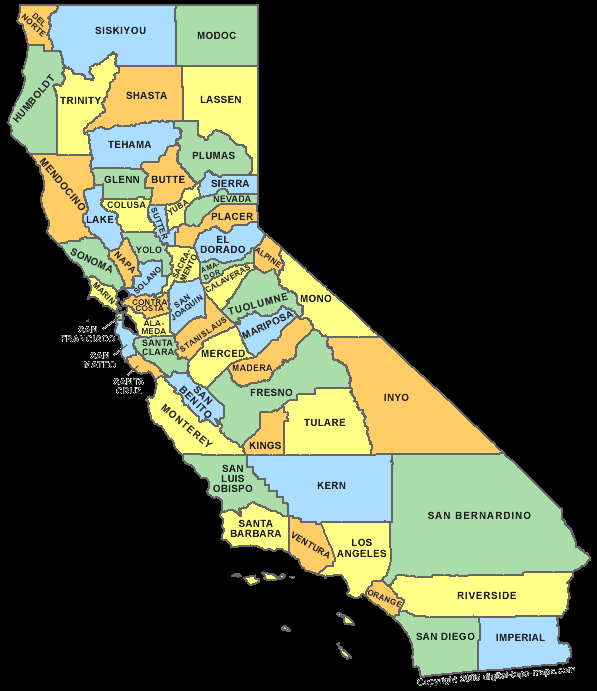 DEL
NORTE
SISKIYOU
MODOC
HUMBOLDT
TRINITY
SHASTA
LASSEN
TEHAMA
PLUMAS
MENDOCINO
GLENN
BUTTE
SIERRA
COLUSA
YUBA
NEVADA
LAKE
SUTTER
PLACER
EL
DORADO
SONOMA
NAPA
YOLO
SACRA-
MENTO
ALPINE
AMA-
DOR
SOLANO
CALAVERAS
MARIN
CONTRA
COSTA
SAN
JOAQUIN
TUOLUMNE
MONO
SAN
FRANCISCO
ALA-
MEDA
STANISLAUS
MARIPOSA
SAN
MATEO
SANTA
CLARA
MERCED
MADERA
SANTA
CRUZ
SAN
BENITO
FRESNO
INYO
MONTEREY
TULARE
KINGS
SAN
LUIS
OBISPO
KERN
SAN BERNARDINO
SANTA
BARBARA
VENTURA
LOS
ANGELES
ORANGE
RIVERSIDE
SAN DIEGO
IMPERIAL